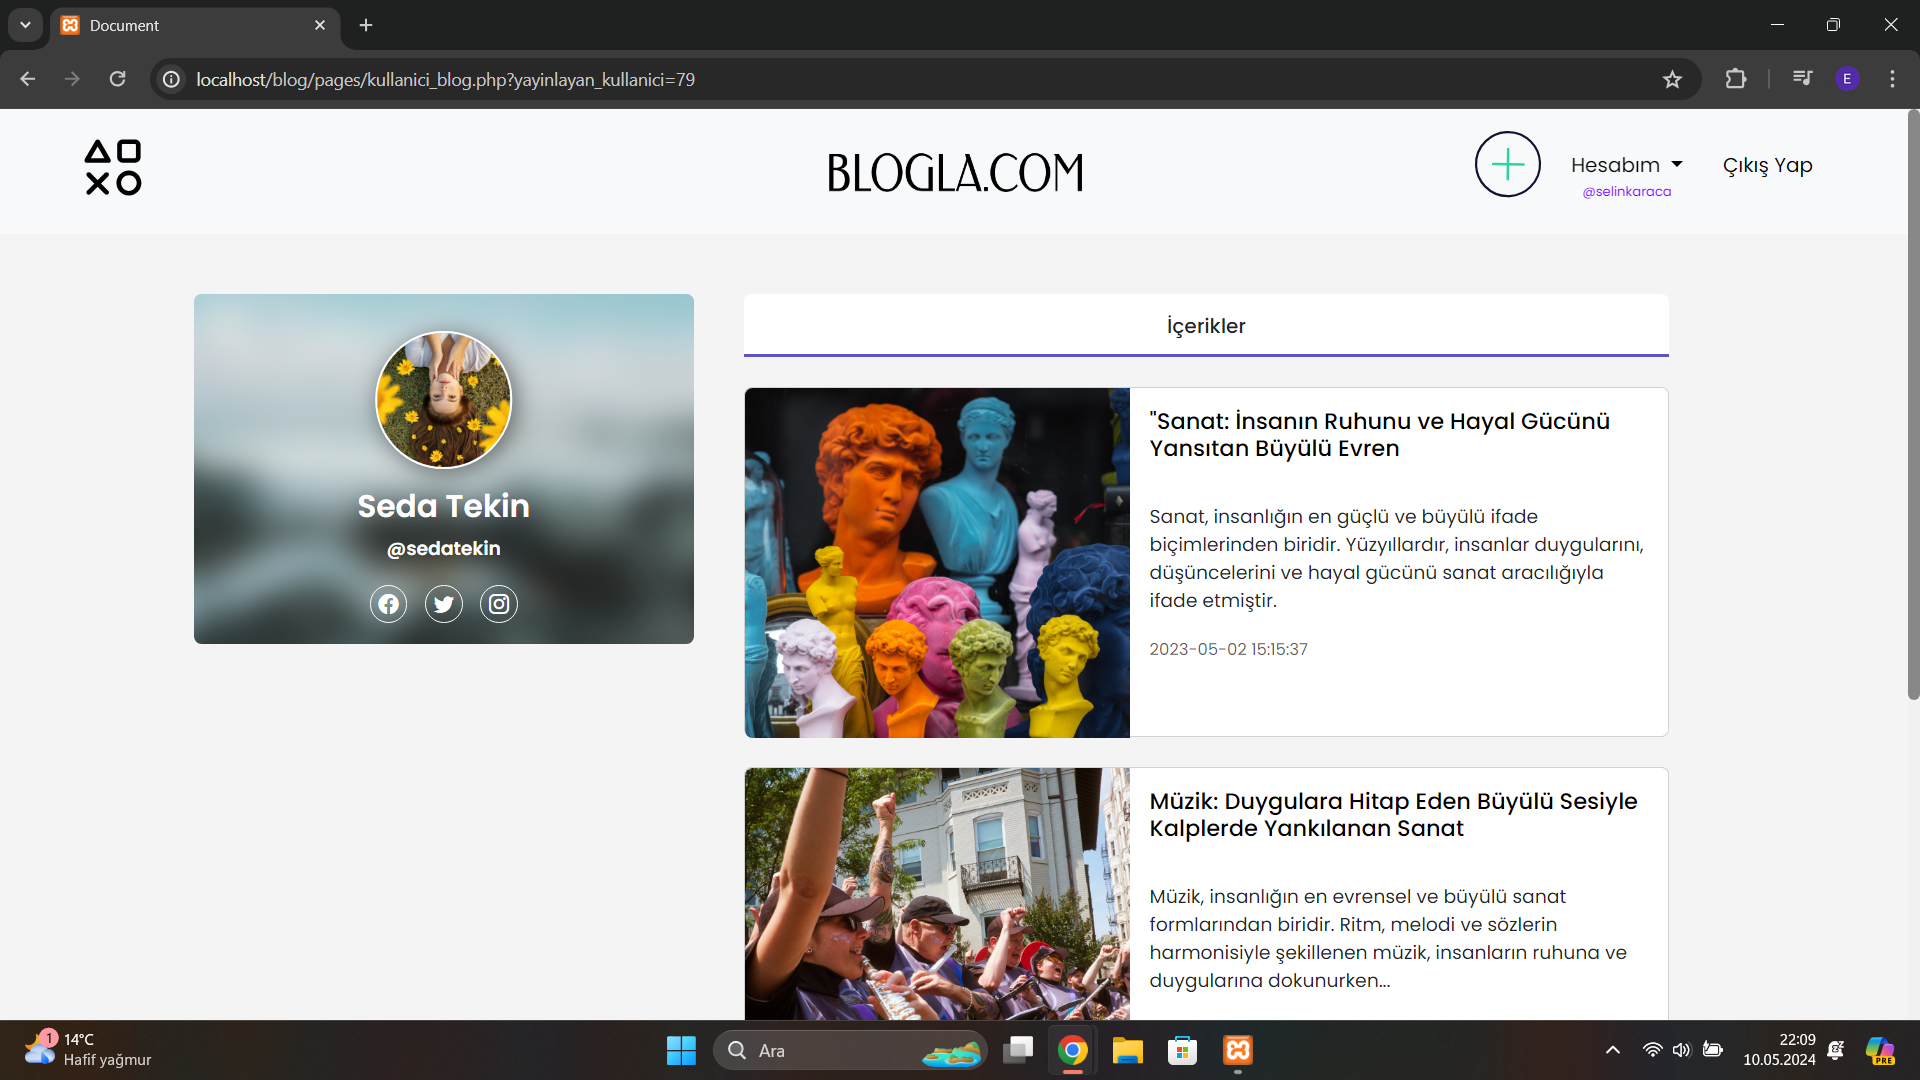 Document
localhost/blog/pages/kullanici_blog.php?yayinlayan_kullanici=79
E
BLOGLA.COM
Hesabım
@selinkaraca
Çıkış Yap
Seda Tekin
@sedatekin
İçerikler
"Sanat: İnsanın Ruhunu ve Hayal Gücünü
Yansıtan Büyülü Evren
Sanat, insanlığın en güçlü ve büyülü ifade
biçimlerinden biridir. Yüzyıllardır, insanlar duygularını,
düşüncelerini ve hayal gücünü sanat aracılığıyla
ifade etmiştir.
2023-05-02 15:15:37
Müzik: Duygulara Hitap Eden Büyülü Sesiyle
Kalplerde Yankılanan Sanat
Müzik, insanlığın en evrensel ve büyülü sanat
formlarından biridir. Ritm, melodi ve sözlerin
harmonisiyle şekillenen müzik, insanların ruhuna ve
duygularına dokunurken...
1
14°C
Hafif yağmur
Ara
22:09
10.05.2024
PRE